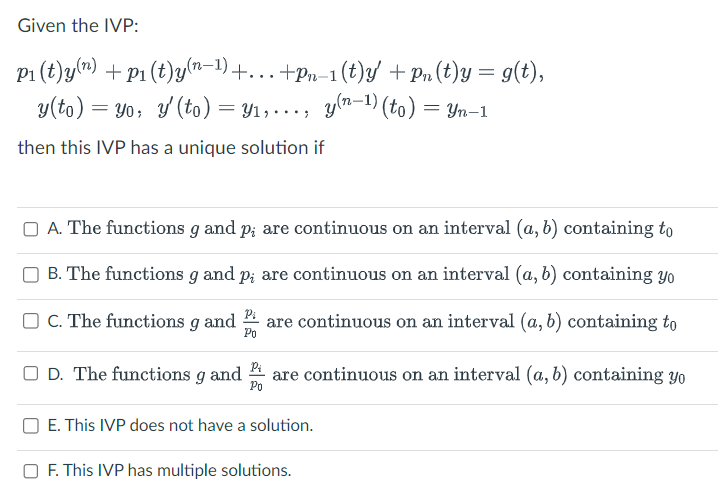 Given the IVP:
p₁(t)y⁽ⁿ⁾ + p₁(t)y⁽ⁿ⁻¹⁾+...+pₙ₋₁(t)y′ + pₙ(t)y = g(t),
y(t₀) = y₀, y′(t₀) = y₁,..., y⁽ⁿ⁻¹⁾(t₀) = yₙ₋₁
then this IVP has a unique solution if
A. The functions g and pᵢ are continuous on an interval (a, b) containing t₀
B. The functions g and pᵢ are continuous on an interval (a, b) containing y₀
C. The functions g and pᵢ/p₀ are continuous on an interval (a, b) containing t₀
D. The functions g and pᵢ/p₀ are continuous on an interval (a, b) containing y₀
E. This IVP does not have a solution.
F. This IVP has multiple solutions.